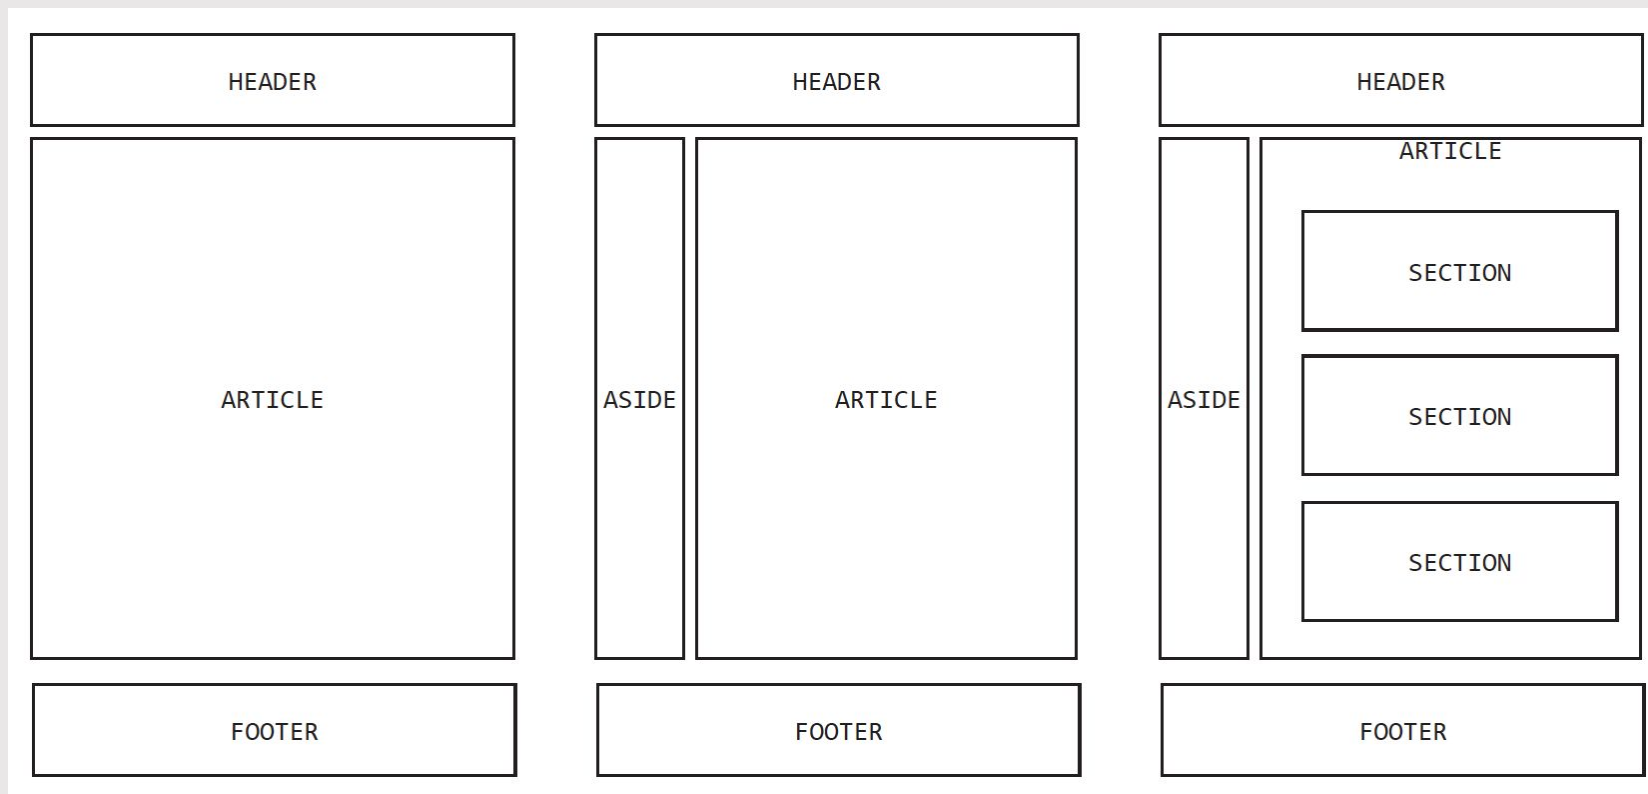 HEADER
ARTICLE
FOOTER
HEADER
ASIDE
ARTICLE
FOOTER
HEADER
ASIDE
ARTICLE
SECTION
SECTION
SECTION
FOOTER